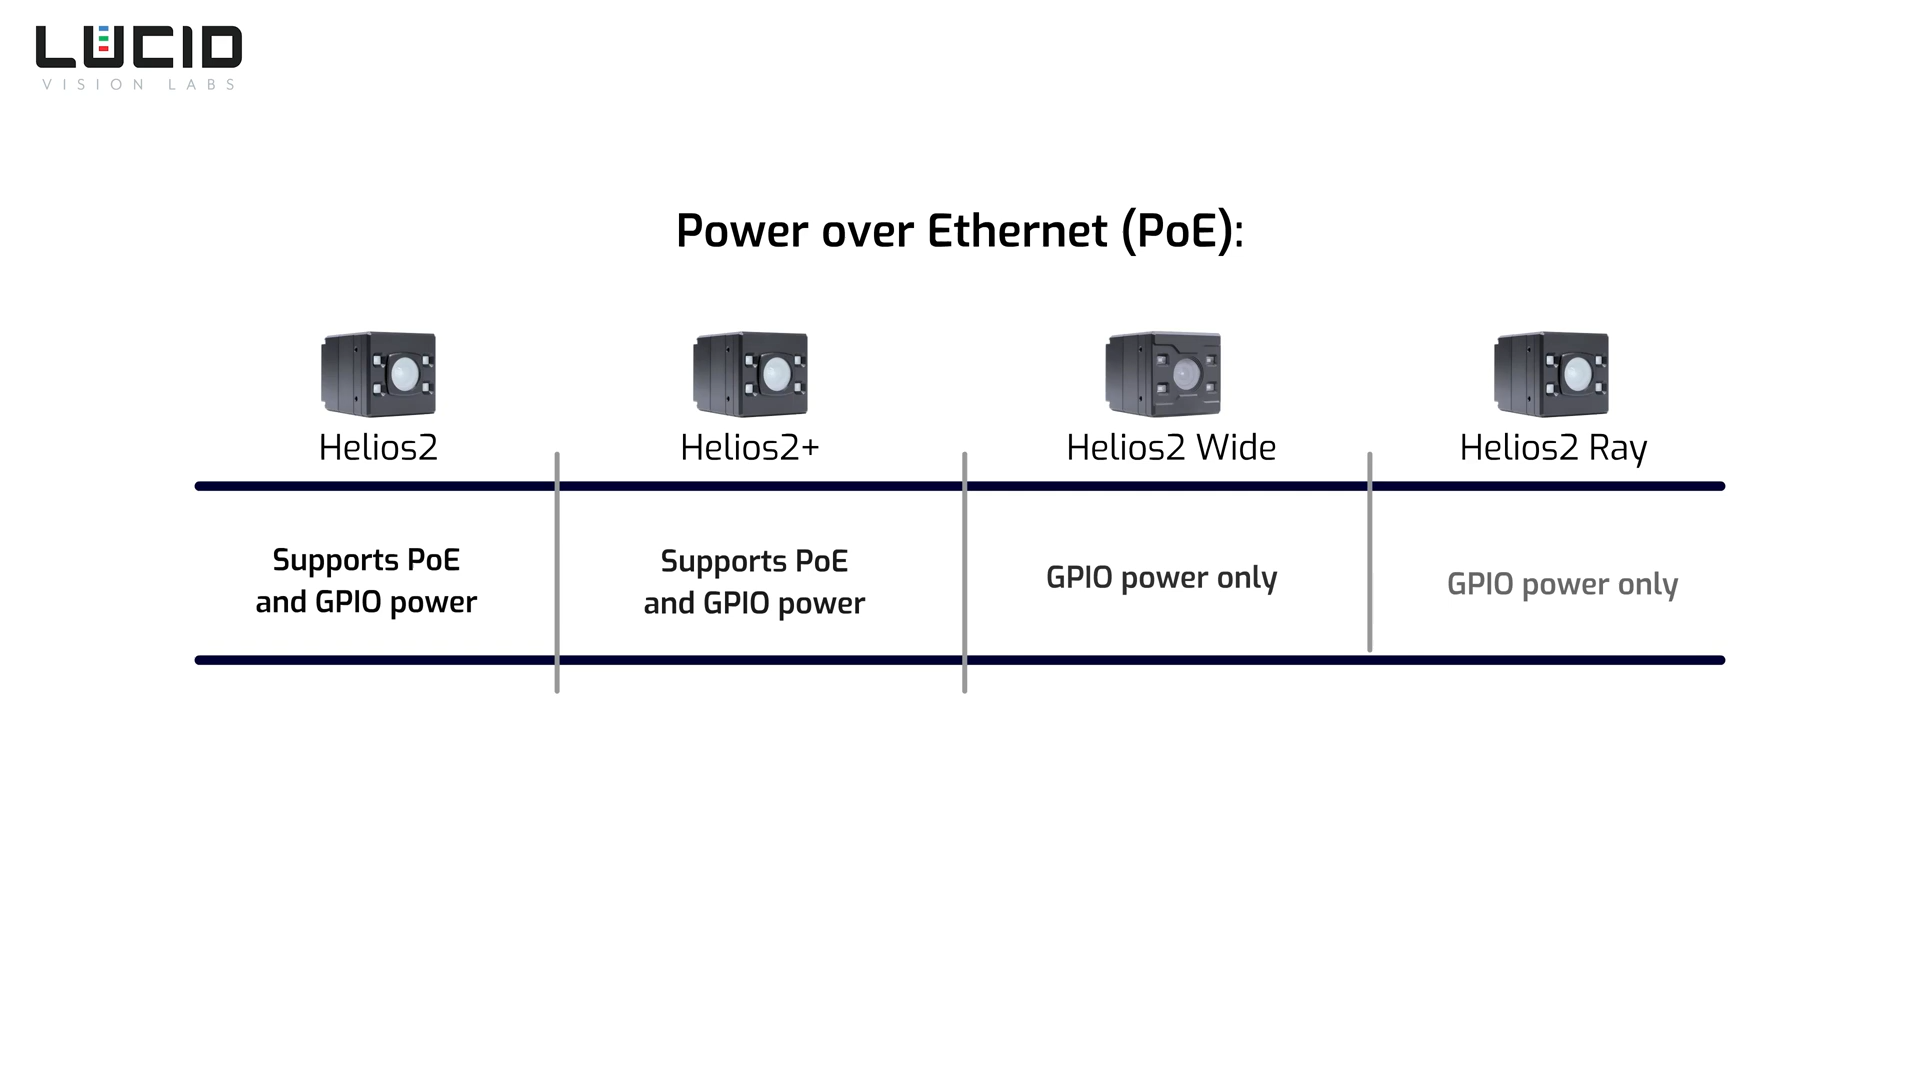 LUCID
VISION LABS
Power over Ethernet (PoE):
Helios2
Helios2+
Helios2 Wide
Helios2 Ray
Supports PoE
and GPIO power
Supports PoE
and GPIO power
GPIO power only
GPIO power only